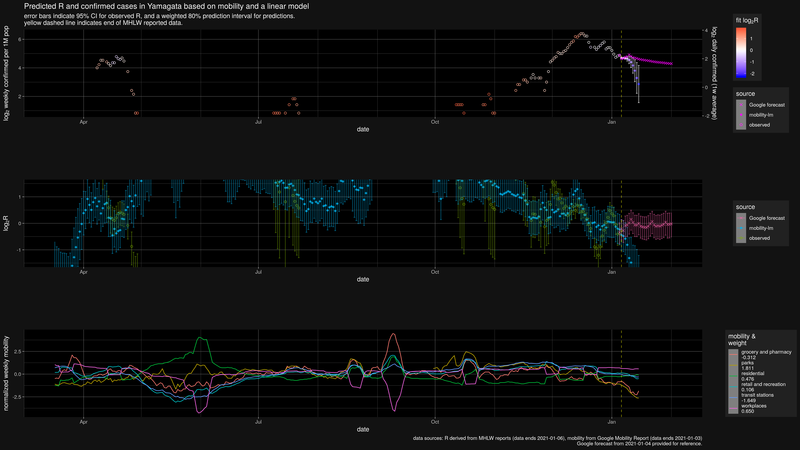 Predicted R and confirmed cases in Yamagata based on mobility and a linear model
error bars indicate 95% CI for observed R, and a weighted 80% prediction interval for predictions.
yellow dashed line indicates end of MHLW reported data.
log₂ weekly confirmed per 1M pop
6
4
2
log₂ daily confirmed (1w average)
4
2
0
-2
Apr
Jul
Oct
Jan
date
fit log₂R
2
1
0
-1
-2
source
Google forecast
mobility-lm
observed
log₂R
1
0
-1
Apr
Jul
Oct
Jan
date
source
Google forecast
mobility-lm
observed
normalized weekly mobility
2.5
0.0
-2.5
Apr
Jul
Oct
Jan
date
mobility &
weight
grocery and pharmacy
-0.312
parks
1.811
residential
0.476
retail and recreation
0.106
transit stations
-1.649
workplaces
0.650
data sources: R derived from MHLW reports (data ends 2021-01-06), mobility from Google Mobility Report (data ends 2021-01-03)
Google forecast from 2021-01-04 provided for reference.